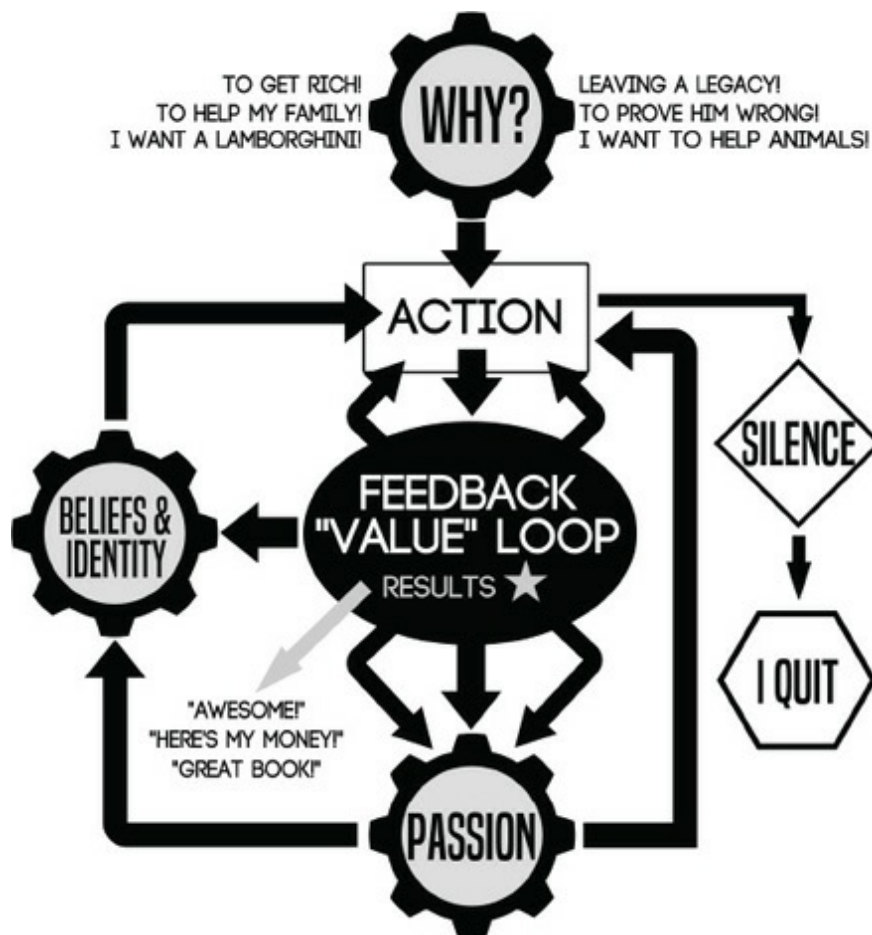 TO GET RICH!
TO HELP MY FAMILY!
I WANT A LAMBORGHINI!
WHY?
LEAVING A LEGACY!
TO PROVE HIM WRONG!
I WANT TO HELP ANIMALS!
ACTION
SILENCE
I QUIT
FEEDBACK
"VALUE" LOOP
RESULTS
BELIEFS &
IDENTITY
"AWESOME!"
"HERE'S MY MONEY!"
"GREAT BOOK!"
PASSION